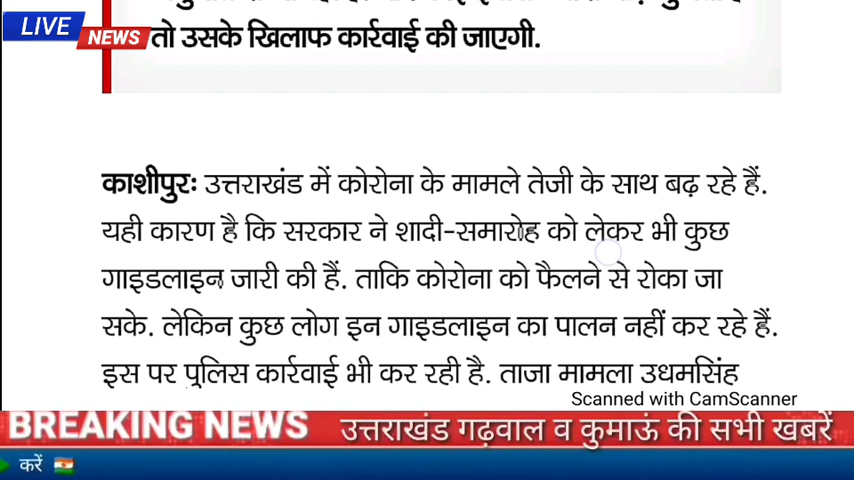 LIVE
NEWS
तो उसके खिलाफ कार्रवाई की जाएगी.
काशीपुरः उत्तराखंड में कोरोना के मामले तेजी के साथ बढ़ रहे हैं.
यही कारण है कि सरकार ने शादी-समारोह को लेकर भी कुछ
गाइडलाइन जारी की हैं. ताकि कोरोना को फैलने से रोका जा
सके. लेकिन कुछ लोग इन गाइडलाइन का पालन नहीं कर रहे हैं.
इस पर पुलिस कार्रवाई भी कर रही है. ताजा मामला उधमसिंह
Scanned with CamScanner
BREAKING NEWS उत्तराखंड गढ़वाल व कुमाऊं की सभी खबरें
करें